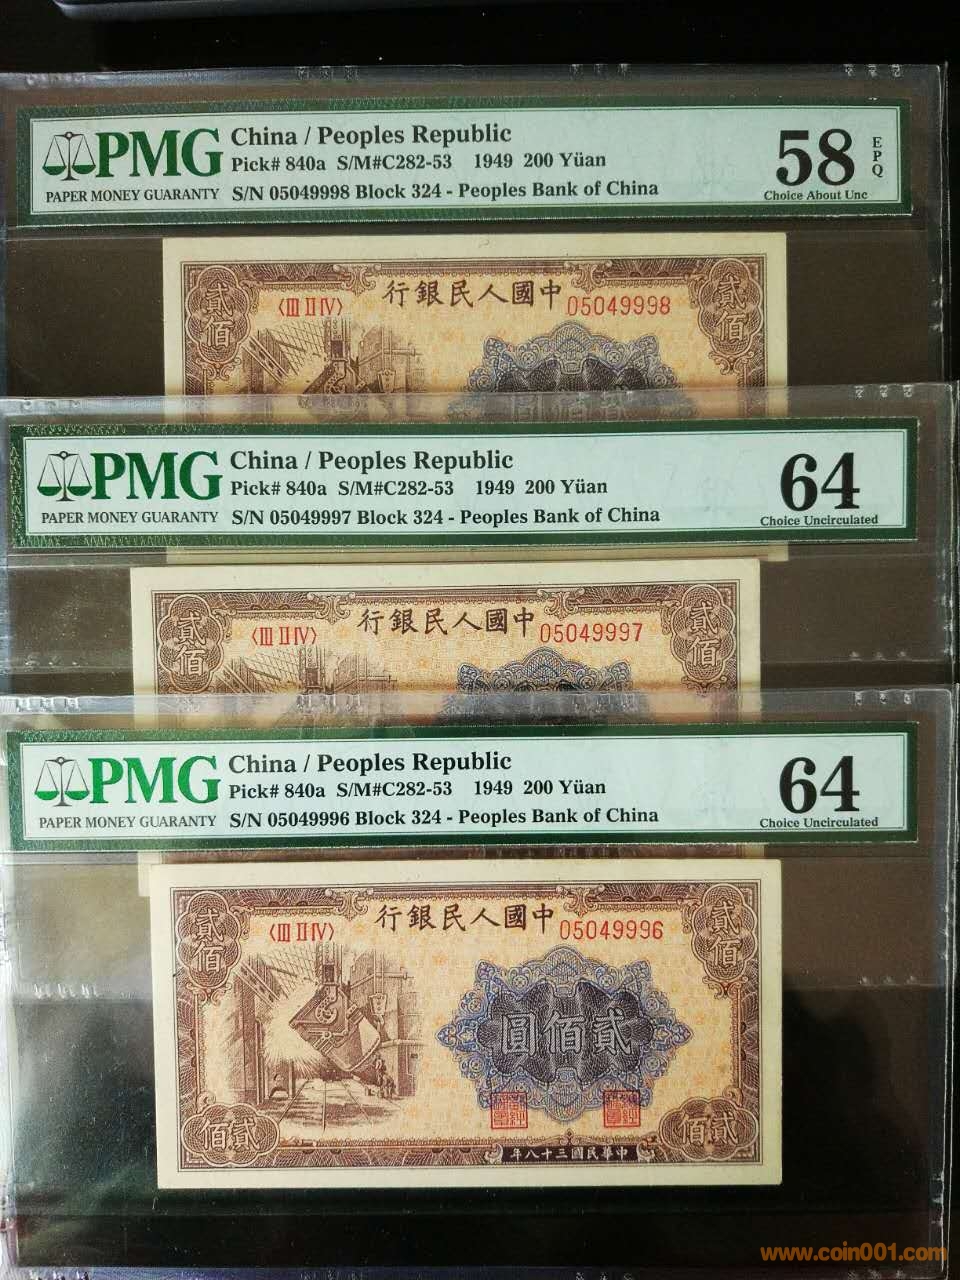 PMG
PAPER MONEY GUARANTY
China / Peoples Republic
Pick# 840a S/M#C282-53 1949 200 Yüan
S/N 05049998 Block 324 - Peoples Bank of China
58
EPQ
Choice About Unc
貳佰
〈III II IV〉
行銀民人國中
05049998
貳佰
圓佰貳
PMG
PAPER MONEY GUARANTY
China / Peoples Republic
Pick# 840a S/M#C282-53 1949 200 Yüan
S/N 05049997 Block 324 - Peoples Bank of China
64
Choice Uncirculated
貳佰
〈III II IV〉
行銀民人國中
05049997
貳佰
PMG
PAPER MONEY GUARANTY
China / Peoples Republic
Pick# 840a S/M#C282-53 1949 200 Yüan
S/N 05049996 Block 324 - Peoples Bank of China
64
Choice Uncirculated
貳佰
〈III II IV〉
行銀民人國中
05049996
貳佰
圓佰貳
佰貳
佰貳
年八十三國民華中
www.coin001.com